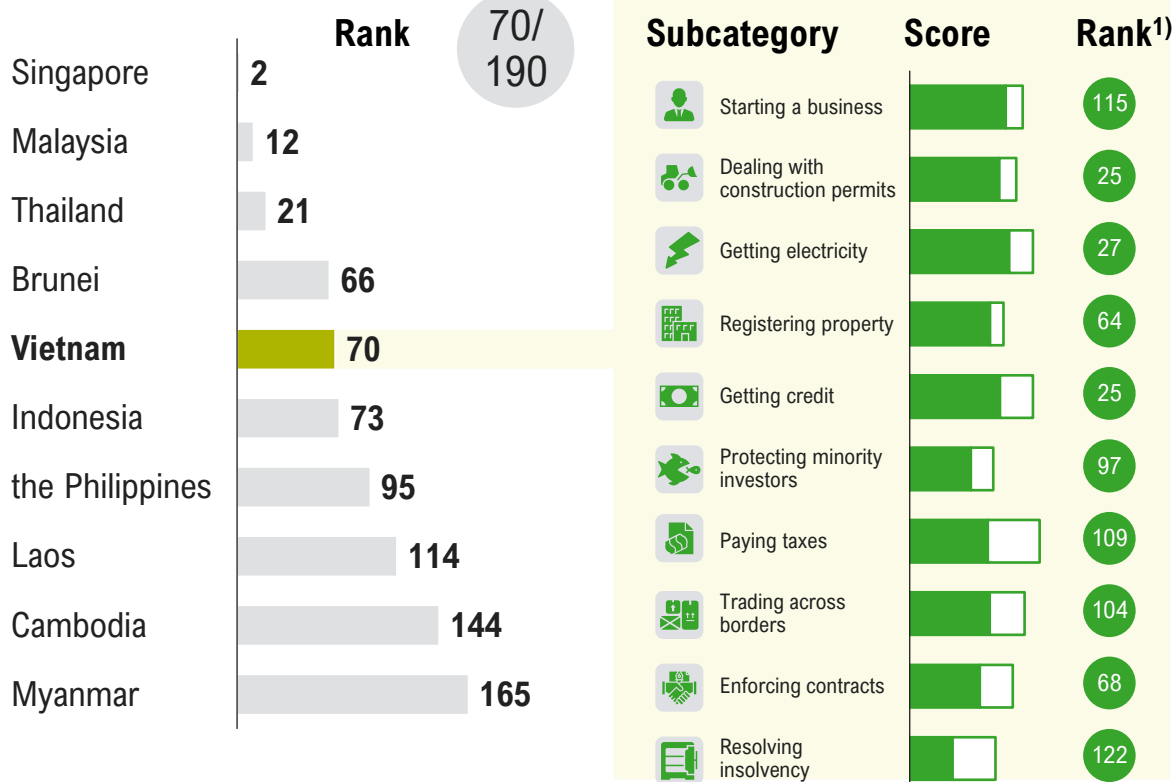 Rank
70/
190
Singapore 2
Malaysia 12
Thailand 21
Brunei 66
Vietnam 70
Indonesia 73
the Philippines 95
Laos 114
Cambodia 144
Myanmar 165
Subcategory Score Rank1)
Starting a business 115
Dealing with
construction permits 25
Getting electricity 27
Registering property 64
Getting credit 25
Protecting minority
investors 97
Paying taxes 109
Trading across
borders 104
Enforcing contracts 68
Resolving
insolvency 122